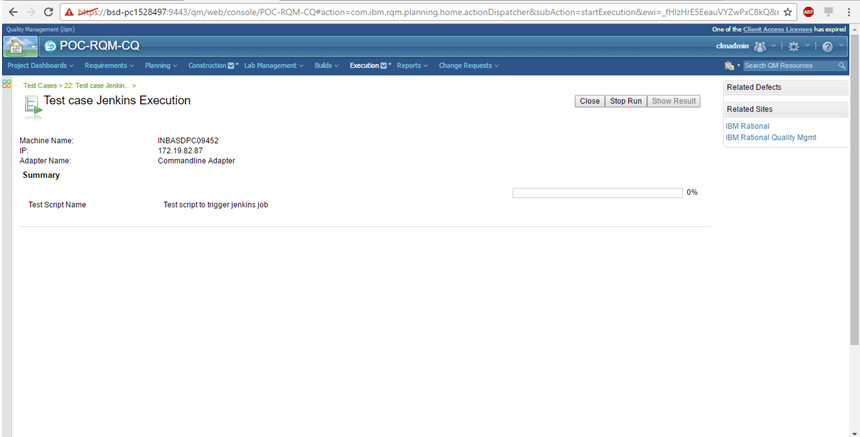 https://bsd-pc1528497:9443/qm/web/console/POC-RQM-CQ#action=com.ibm.rqm.planning.home.actionDispatcher&subAction=startExecution&ewi=_fHIzHrE5EeauVYZwPxC8kQ&r
ABP
Quality Management (/qm)
One of the Client Access Licenses has expired
POC-RQM-CQ
clmadmin
Project Dashboards Requirements Planning Construction Lab Management Builds Execution Reports Change Requests
Search QM Resources
Test Cases > 22: Test case Jenkin... >
Test case Jenkins Execution
Close Stop Run Show Result
Machine Name: INBASDPC09452
IP: 172.19.82.87
Adapter Name: Commandline Adapter
Summary
0%
Test Script Name Test script to trigger jenkins job
Related Defects
Related Sites
IBM Rational
IBM Rational Quality Mgmt